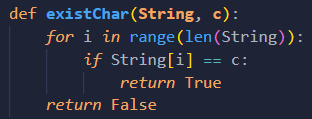 def existChar(String, c):
    for i in range(len(String)):
        if String[i] == c:
            return True
    return False